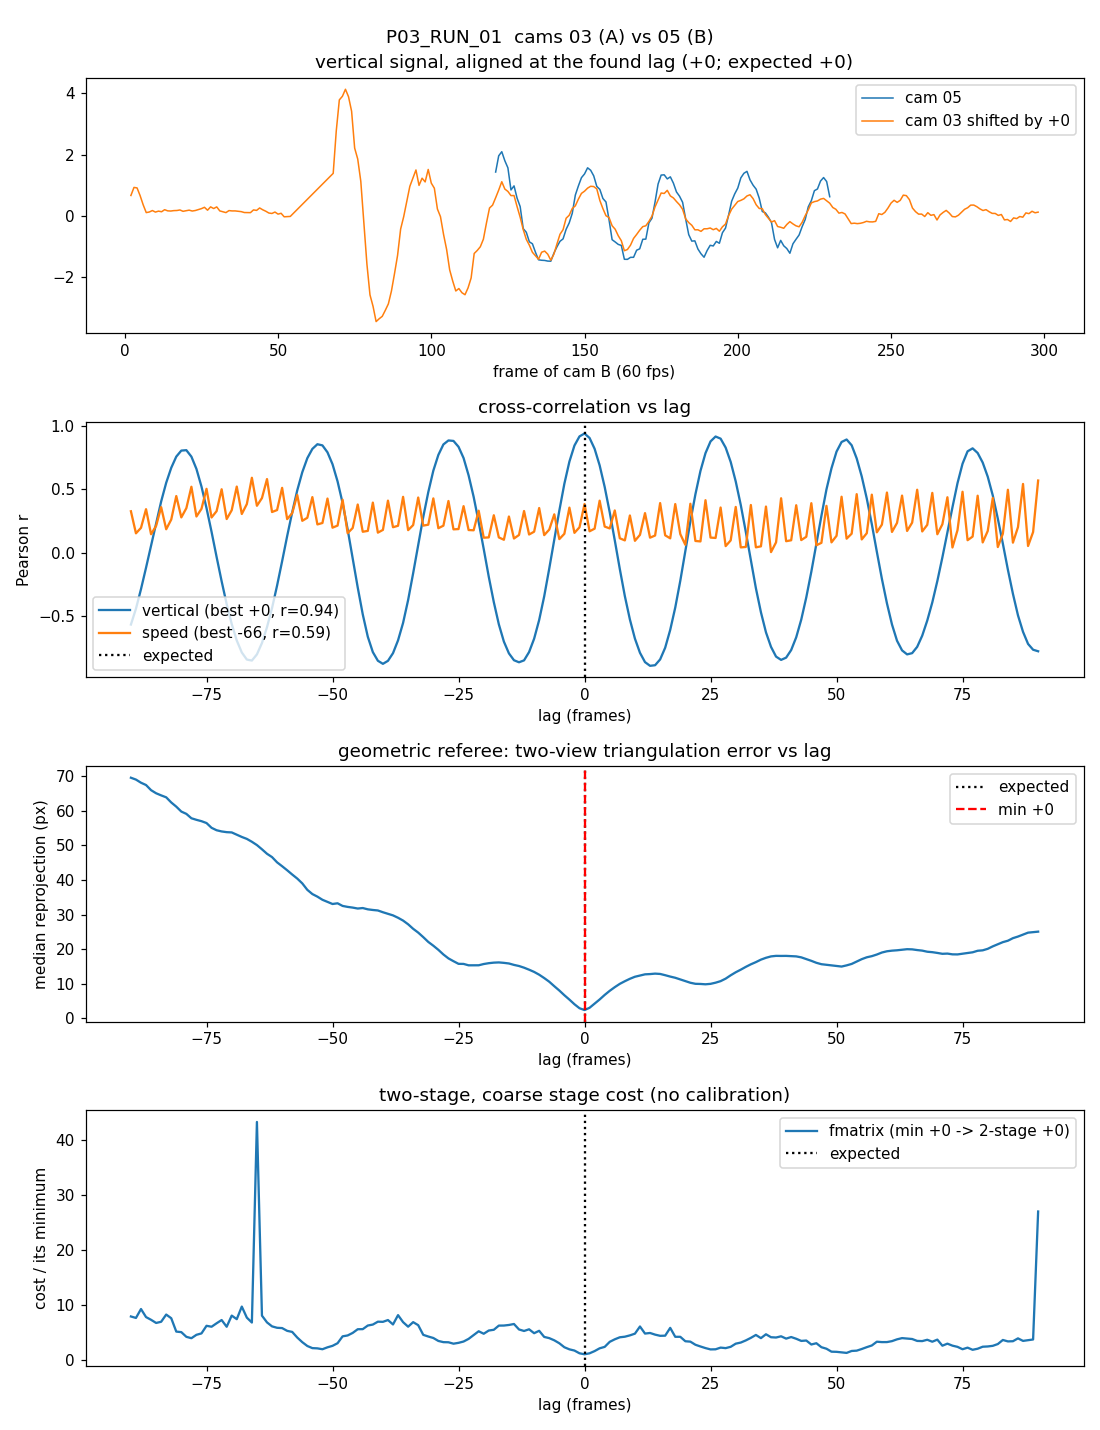 P03_RUN_01  cams 03 (A) vs 05 (B)
vertical signal, aligned at the found lag (+0; expected +0)
4
2
0
−2
cam 05
cam 03 shifted by +0
0 50 100 150 200 250 300
frame of cam B (60 fps)
cross-correlation vs lag
Pearson r
1.0
0.5
0.0
−0.5
vertical (best +0, r=0.94)
speed (best -66, r=0.59)
expected
−75 −50 −25 0 25 50 75
lag (frames)
geometric referee: two-view triangulation error vs lag
median reprojection (px)
70
60
50
40
30
20
10
0
expected
min +0
−75 −50 −25 0 25 50 75
lag (frames)
two-stage, coarse stage cost (no calibration)
cost / its minimum
40
30
20
10
0
fmatrix (min +0 -> 2-stage +0)
expected
−75 −50 −25 0 25 50 75
lag (frames)